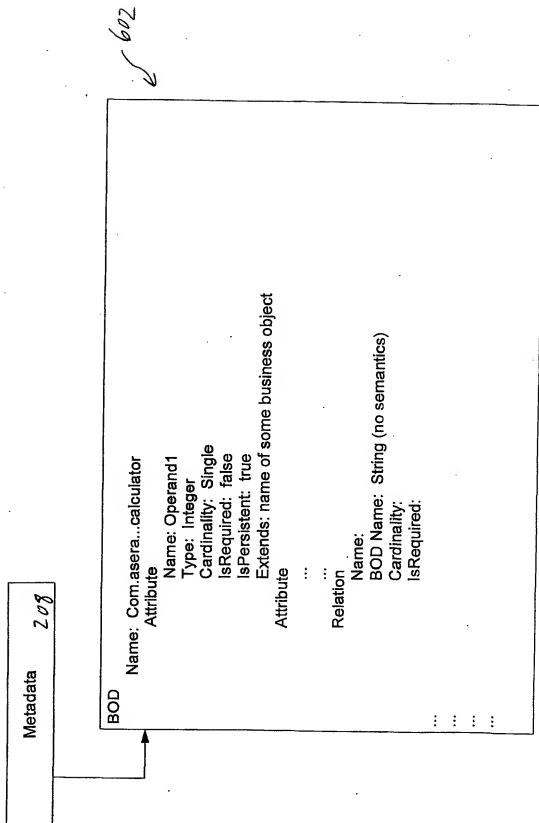 602
Metadata 208
BOD
Name: Com.asera...calculator
Attribute
Name: Operand1
Type: Integer
Cardinality: Single
IsRequired: false
IsPersistent: true
Extends: name of some business object
Attribute
...
...
Relation
Name:
BOD Name: String (no semantics)
Cardinality:
IsRequired:
...
...
...
...